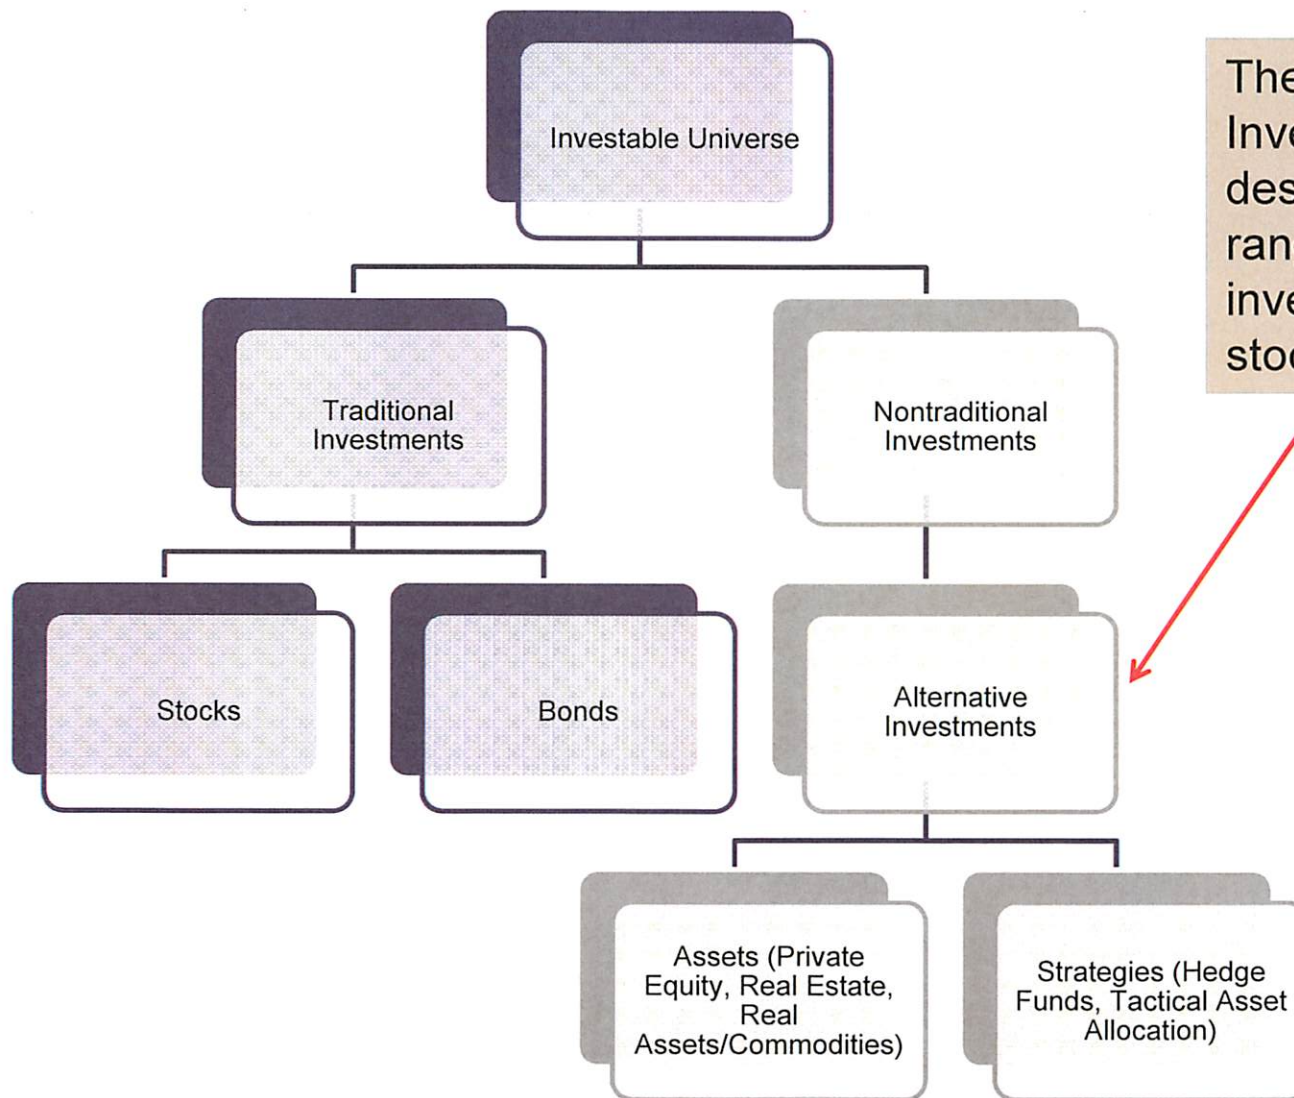 Investable Universe
The
Traditional
Investments
Nontraditional
Investments
Stocks
Bonds
Alternative
Investments
Assets (Private
Equity, Real Estate,
Real
Assets/Commodities)
Strategies (Hedge
Funds, Tactical Asset
Allocation)